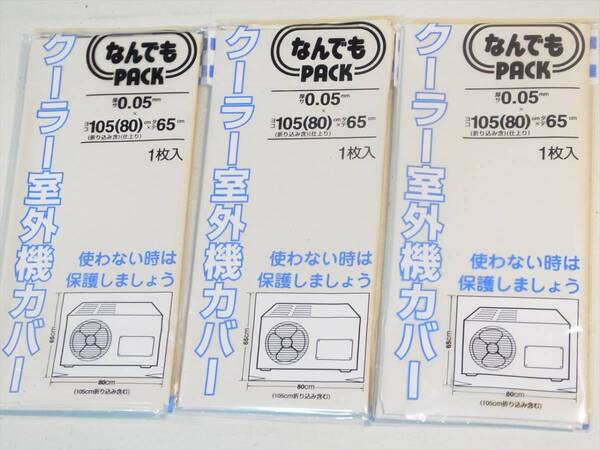 なんでも
PACK
クーラー室外機カバー
厚サ0.05mm
×
ヨコ105(80)cm×タテ65cm
(折り込み含)(仕上り)
1枚入
使わない時は
保護しましょう
65cm
80cm
(105cm折り込み含む)
なんでも
PACK
クーラー室外機カバー
厚サ0.05mm
×
ヨコ105(80)cm×タテ65cm
(折り込み含)(仕上り)
1枚入
使わない時は
保護しましょう
65cm
80cm
(105cm折り込み含む)
なんでも
PACK
クーラー室外機カバー
厚サ0.05mm
×
ヨコ105(80)cm×タテ65cm
(折り込み含)(仕上り)
1枚入
使わない時は
保護しましょう
65cm
80cm
(105cm折り込み含む)